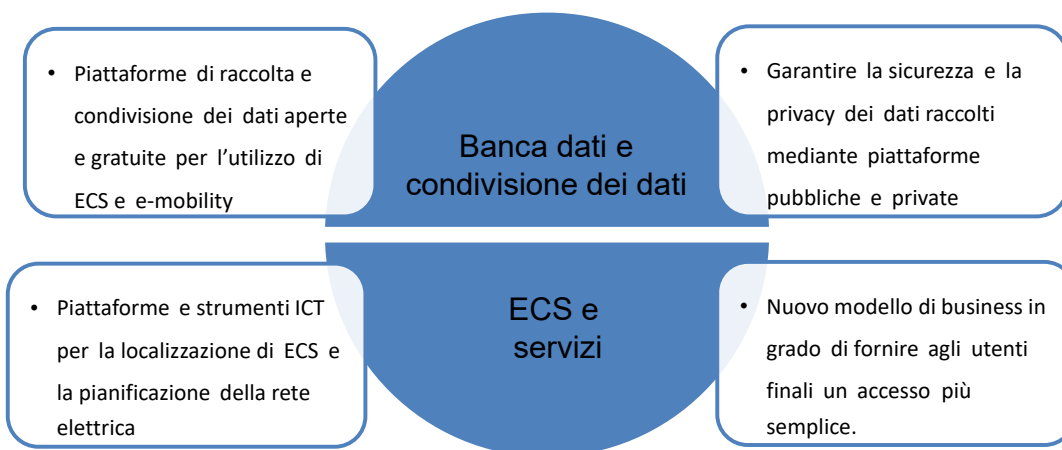 • Piattaforme di raccolta e
condivisione dei dati aperte
e gratuite per l’utilizzo di
ECS e e-mobility
Banca dati e
condivisione dei dati
• Garantire la sicurezza e la
privacy dei dati raccolti
mediante piattaforme
pubbliche e private
• Piattaforme e strumenti ICT
per la localizzazione di ECS e
la pianificazione della rete
elettrica
ECS e
servizi
• Nuovo modello di business in
grado di fornire agli utenti
finali un accesso più
semplice.